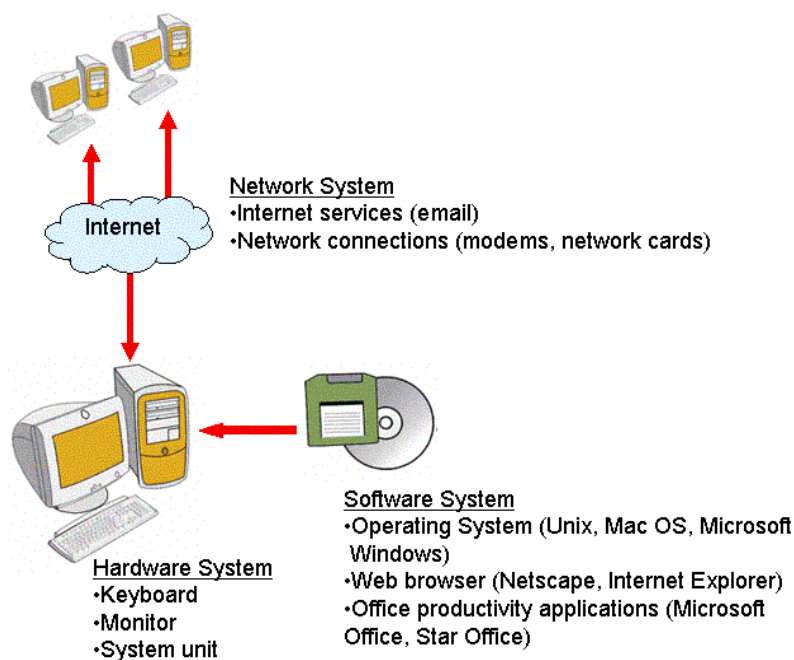 Internet
Network System
•Internet services (email)
•Network connections (modems, network cards)
Hardware System
•Keyboard
•Monitor
•System unit
Software System
•Operating System (Unix, Mac OS, Microsoft
Windows)
•Web browser (Netscape, Internet Explorer)
•Office productivity applications (Microsoft
Office, Star Office)